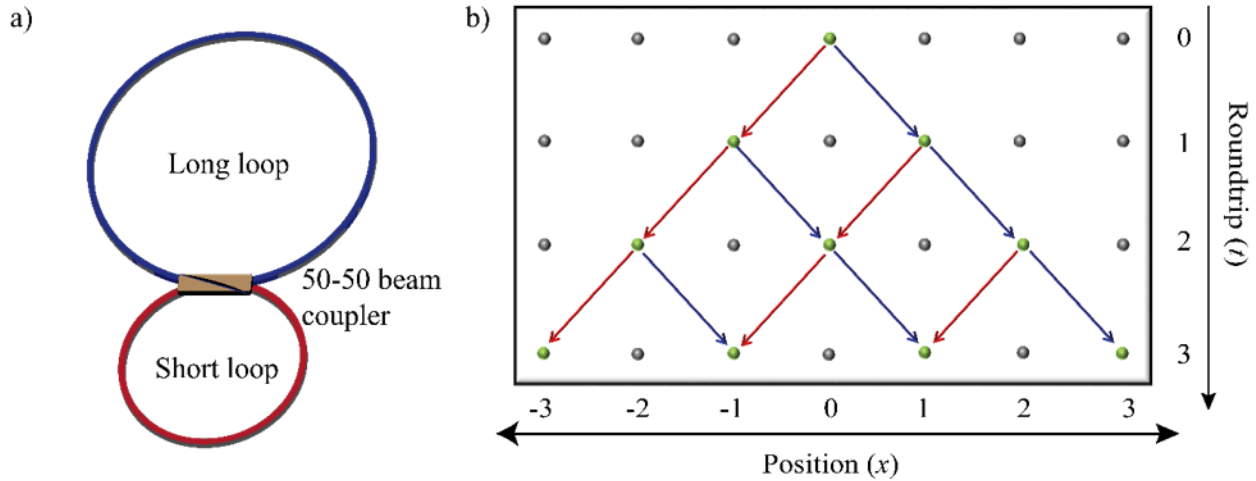 a)
Long loop
50-50 beam
coupler
Short loop
b)
0
1
2
3
Roundtrip (t)
-3 -2 -1 0 1 2 3
Position (x)